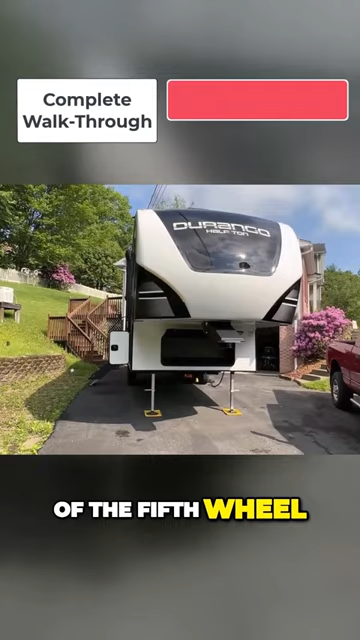 Complete
Walk-Through
DURANGO
HALF TON
OF THE FIFTH WHEEL